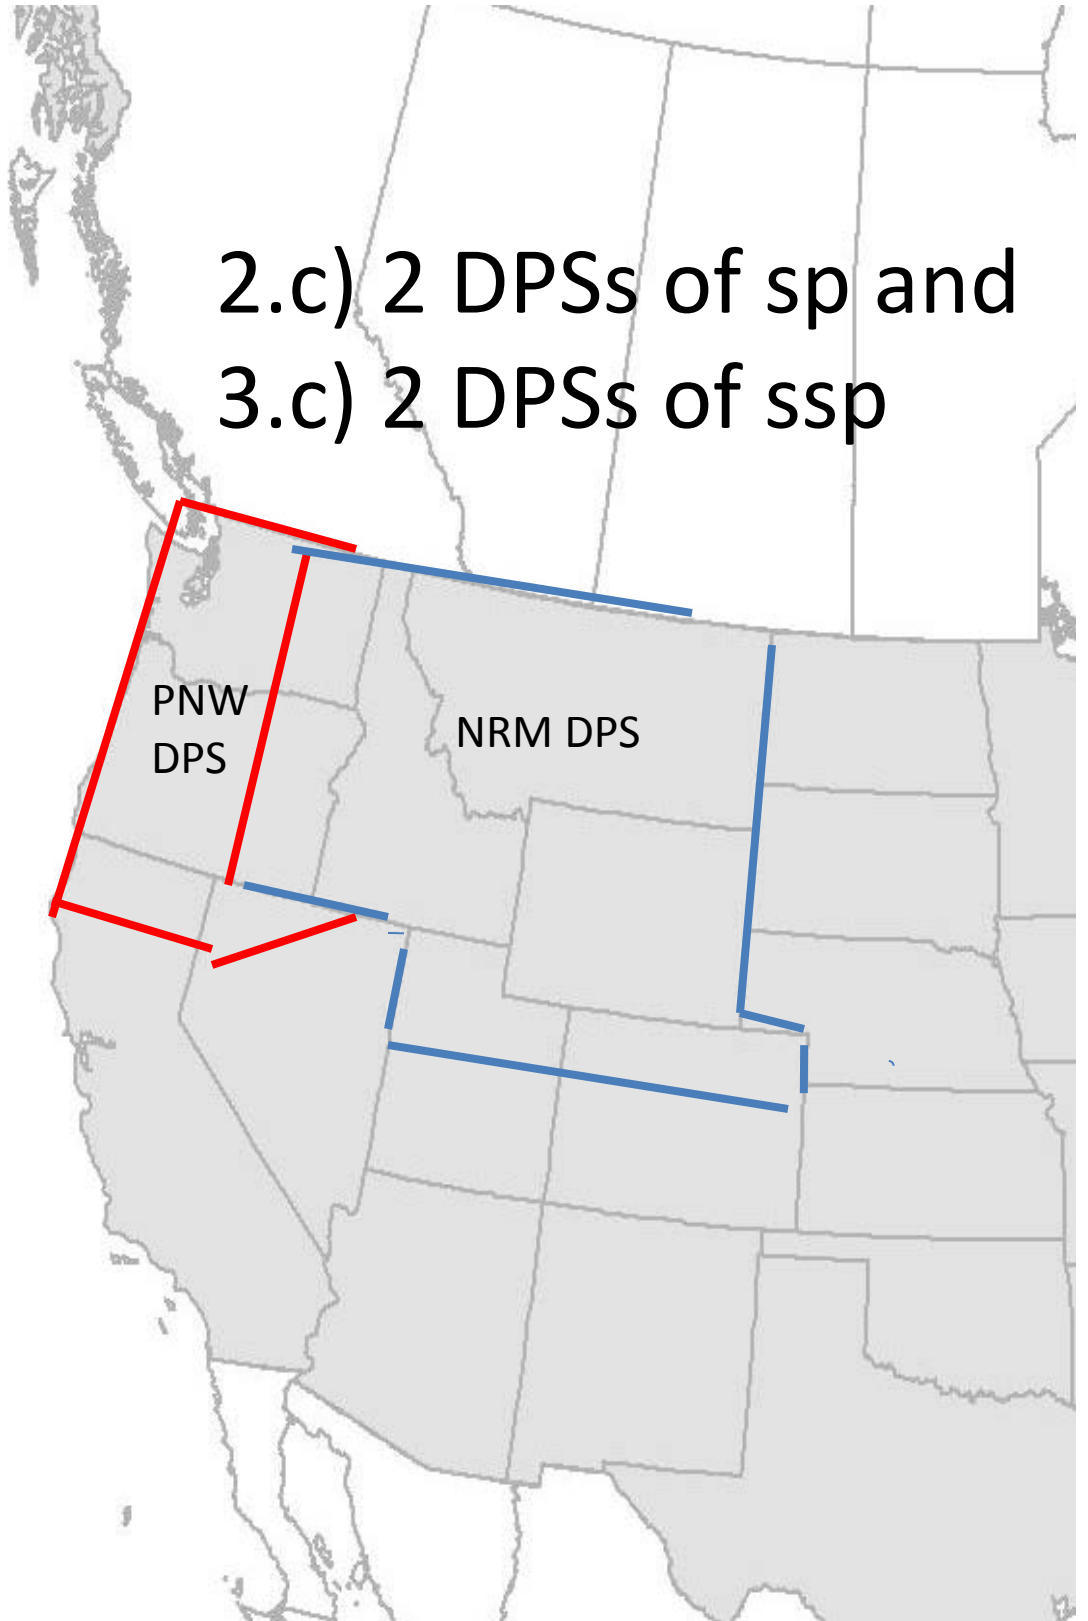 2.c) 2 DPSs of sp and
3.c) 2 DPSs of ssp
PNW
DPS
NRM DPS